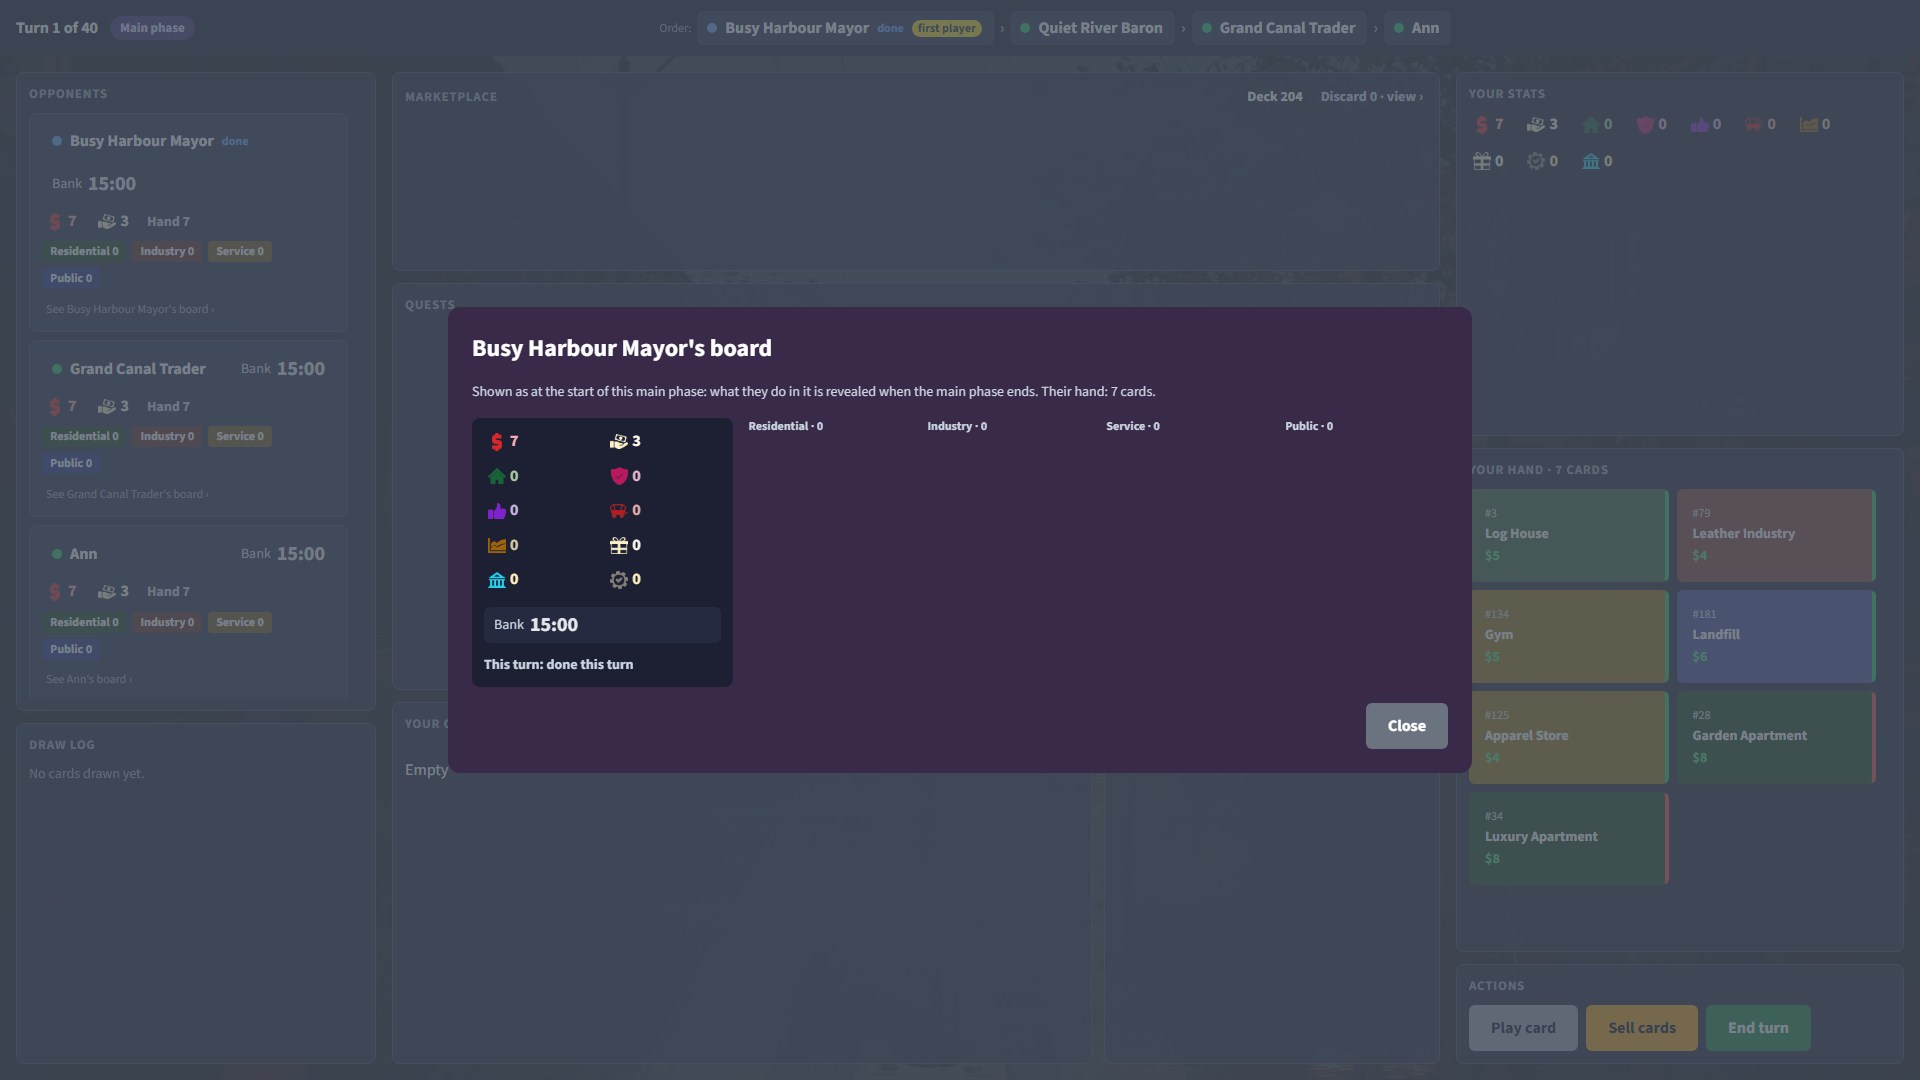 Turn 1 of 40 Main phase
Order: Busy Harbour Mayor done first player › Quiet River Baron › Grand Canal Trader › Ann
OPPONENTS
Busy Harbour Mayor done
Bank 15:00
7 3 Hand 7
Residential 0 Industry 0 Service 0
Public 0
See Busy Harbour Mayor's board ›
Grand Canal Trader Bank 15:00
7 3 Hand 7
Residential 0 Industry 0 Service 0
Public 0
See Grand Canal Trader's board ›
Ann Bank 15:00
7 3 Hand 7
Residential 0 Industry 0 Service 0
Public 0
See Ann's board ›
DRAW LOG
No cards drawn yet.
MARKETPLACE Deck 204 Discard 0 · view ›
QUESTS
Busy Harbour Mayor's board
Shown as at the start of this main phase: what they do in it is revealed when the main phase ends. Their hand: 7 cards.
7 3
0 0
0 0
0 0
0 0
Bank 15:00
This turn: done this turn
Residential · 0 Industry · 0 Service · 0 Public · 0
Close
YOUR
Empty
YOUR STATS
7 3 0 0 0 0 0
0 0 0
YOUR HAND · 7 CARDS
#3
Log House
$5
#79
Leather Industry
$4
#134
Gym
$5
#181
Landfill
$6
#125
Apparel Store
$4
#28
Garden Apartment
$8
#34
Luxury Apartment
$8
ACTIONS
Play card Sell cards End turn